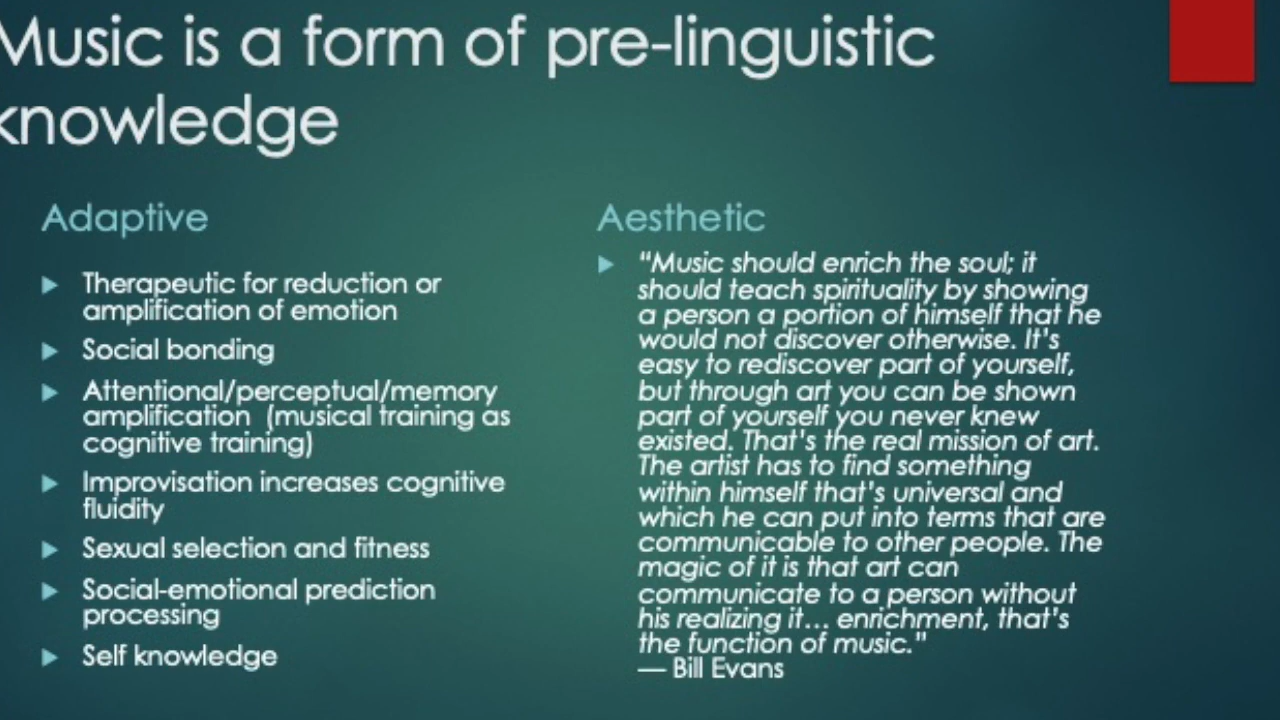 Music is a form of pre-linguistic
knowledge
Adaptive
Therapeutic for reduction or
amplification of emotion
Social bonding
Attentional/perceptual/memory
amplification (musical training as
cognitive training)
Improvisation increases cognitive
fluidity
Sexual selection and fitness
Social-emotional prediction
processing
Self knowledge
Aesthetic
“Music should enrich the soul; it
should teach spirituality by showing
a person a portion of himself that he
would not discover otherwise. It’s
easy to rediscover part of yourself,
but through art you can be shown
part of yourself you never knew
existed. That’s the real mission of art.
The artist has to find something
within himself that’s universal and
which he can put into terms that are
communicable to other people. The
magic of it is that art can
communicate to a person without
his realizing it… enrichment, that’s
the function of music.”
— Bill Evans